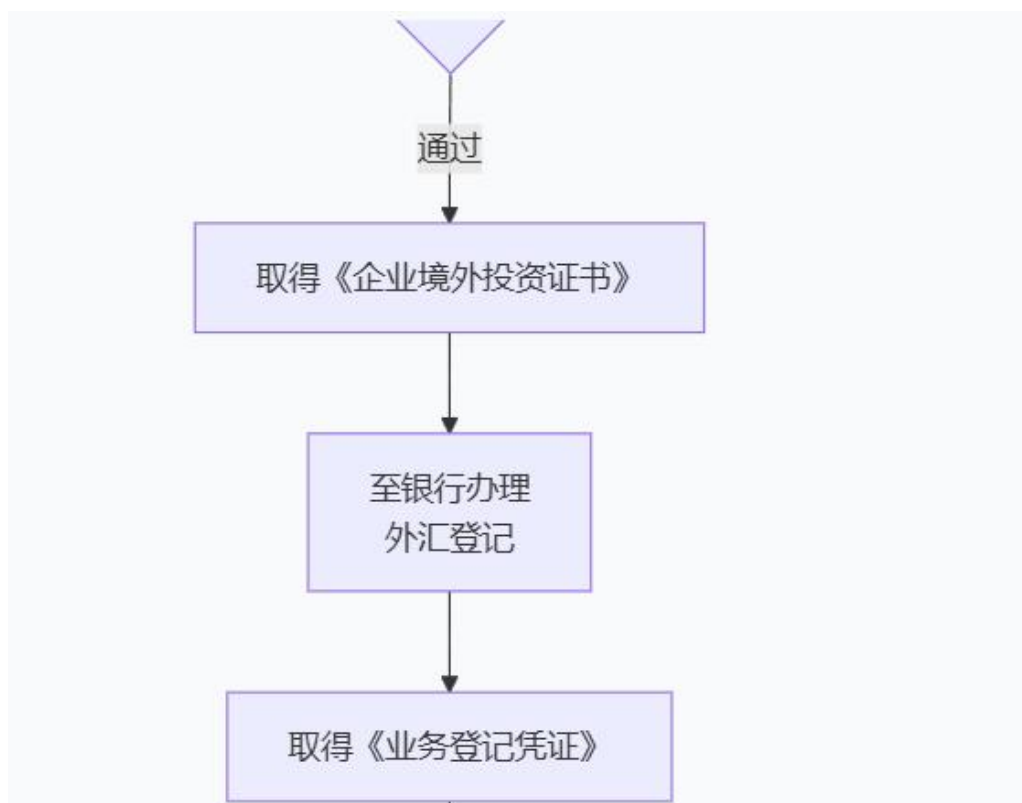 通过
取得《企业境外投资证书》
至银行办理
外汇登记
取得《业务登记凭证》